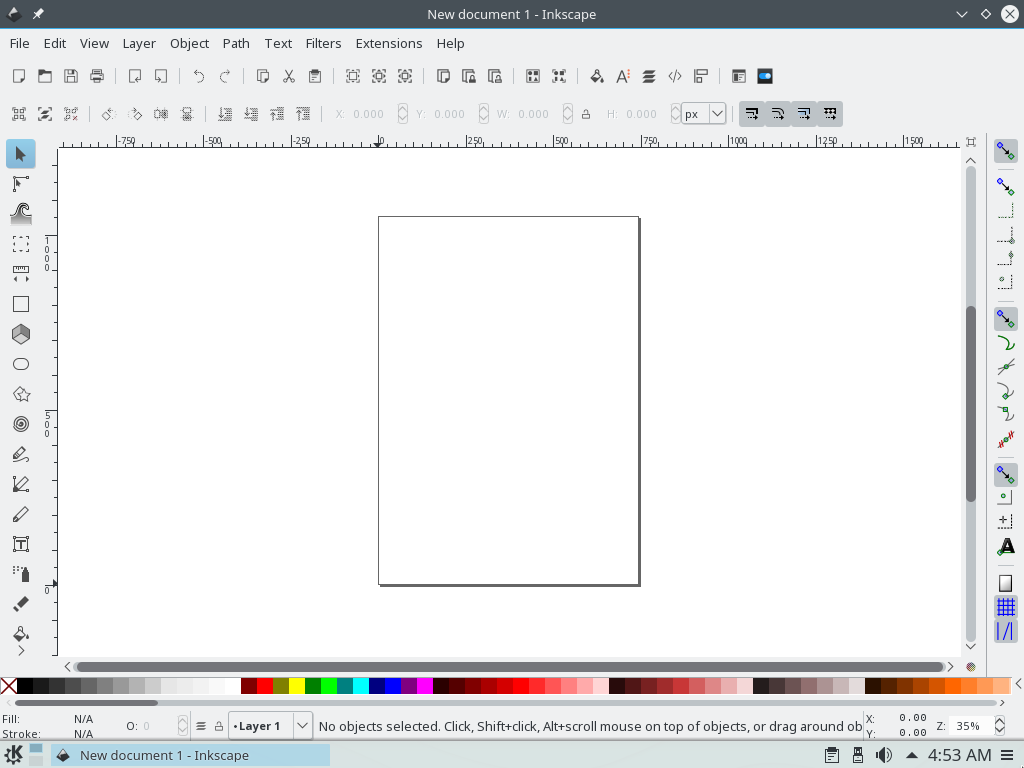 New document 1 - Inkscape
File Edit View Layer Object Path Text Filters Extensions Help
X: 0.000 Y: 0.000 W: 0.000 H: 0.000 px
-750 -500 -250 0 250 500 750 1000 1250 1500
1000
500
0
Fill: N/A
Stroke: N/A
O: 0
•Layer 1
No objects selected. Click, Shift+click, Alt+scroll mouse on top of objects, or drag around ob
X: 0.00
Y: 0.00
Z: 35%
New document 1 - Inkscape
4:53 AM